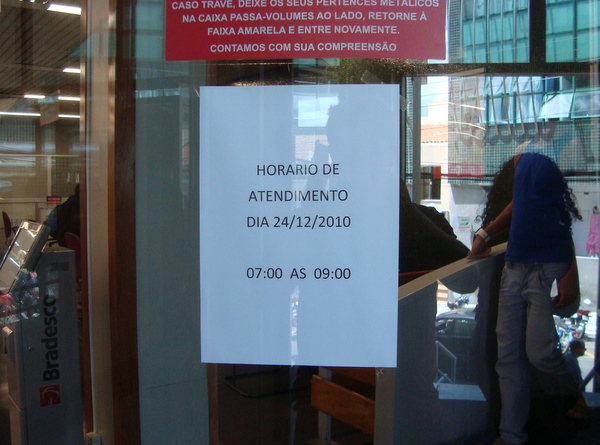 CASO TRAVE, DEIXE OS SEUS PERTENCES METÁLICOS
NA CAIXA PASSA-VOLUMES AO LADO, RETORNE À
FAIXA AMARELA E ENTRE NOVAMENTE.
CONTAMOS COM SUA COMPREENSÃO
HORARIO DE
ATENDIMENTO
DIA 24/12/2010
07:00 AS 09:00
Bradesco